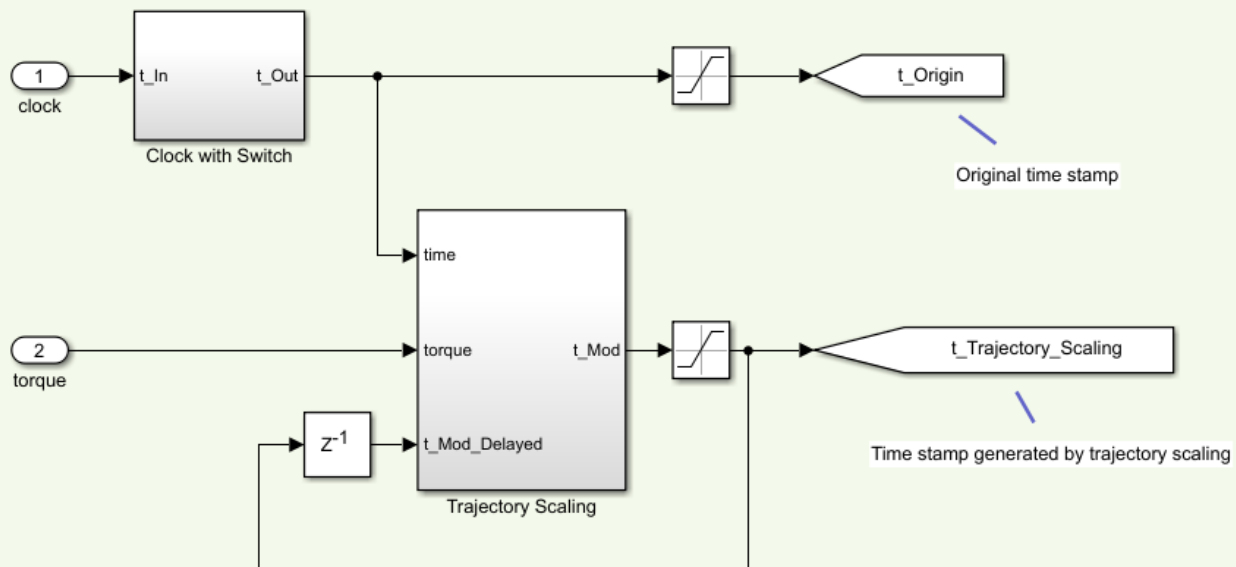 1
clock
t_In
t_Out
Clock with Switch
t_Origin
Original time stamp
time
2
torque
torque
t_Mod
t_Trajectory_Scaling
Z-1
t_Mod_Delayed
Time stamp generated by trajectory scaling
Trajectory Scaling